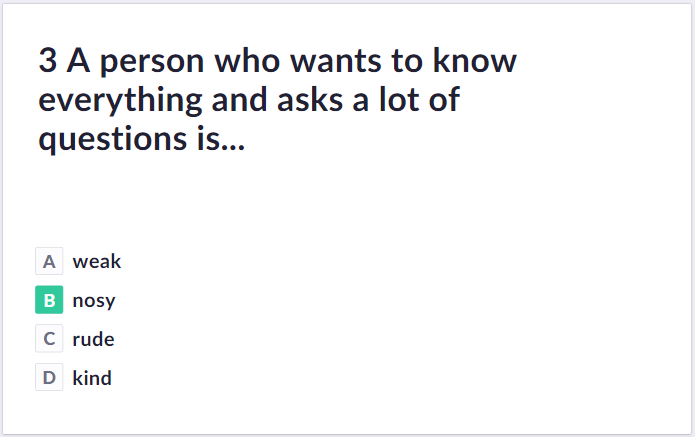 3 A person who wants to know
everything and asks a lot of
questions is...
A weak
B nosy
C rude
D kind